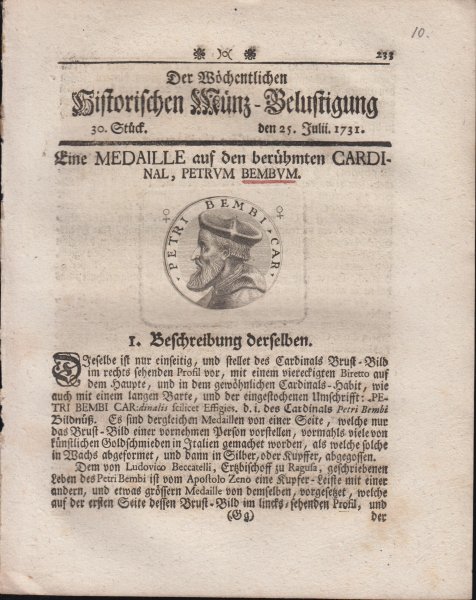 10.
233
Der Wöchentlichen
Historischen Münz-Belustigung
30. Stück. den 25. Julii. 1731.
Eine MEDAILLE auf den berühmten CARDI-
NAL, PETRVM BEMBVM.
PETRI BEMBI CAR
1. Beschreibung derselben.
DIeselbe ist nur einseitig, und stellet des Cardinals Brust-Bild
im rechts sehenden Profil vor, mit einem viereckigten Biretto auf
dem Haupte, und in dem gewöhnlichen Cardinals-Habit, wie
auch mit einem langen Barte, und der eingestochenen Umschrifft: .PE-
TRI BEMBI CAR:dinalis scilicet Effigies. d. i. des Cardinals Petri Bembi
Bildnüß. Es sind dergleichen Medaillen von einer Seite, welche nur
das Brust-Bild einer vornehmen Person vorstellen, vormahls viele von
künstlichen Goldschmieden in Italien gemachet worden, als welche solche
in Wachs abgeformet, und dann in Silber, oder Kupffer, abgegossen.
Dem von Ludovico Beccatelli, Ertzbischoff zu Ragusa, geschriebenen
Leben des Petri Bembi ist vom Apostolo Zeno eine Kupfer-Leiste mit einer
andern, und etwas grössern Medaille von demselben, vorgesetzet, welche
auf der ersten Seite dessen Brust-Bild im lincks-sehenden Profil, und
(Gg) der